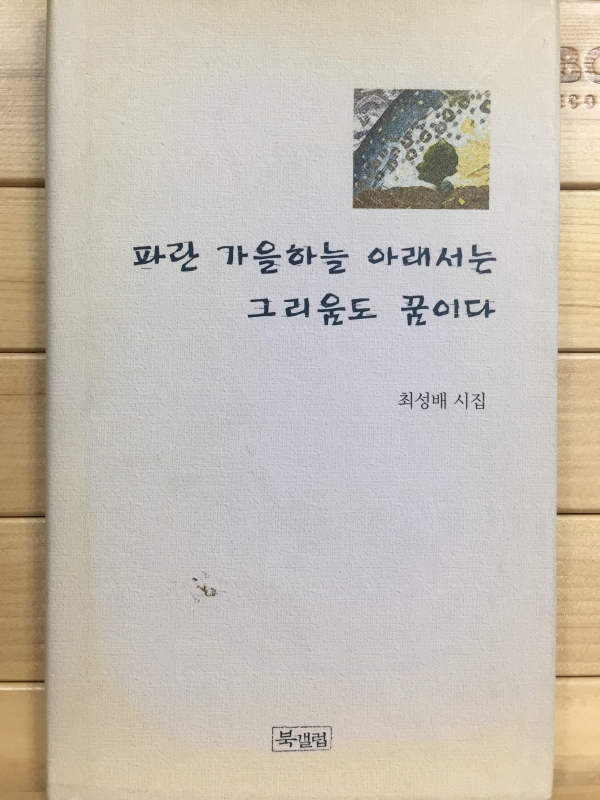 파란 가을하늘 아래서는
그리움도 꿈이다
최성배 시집
북갤럽